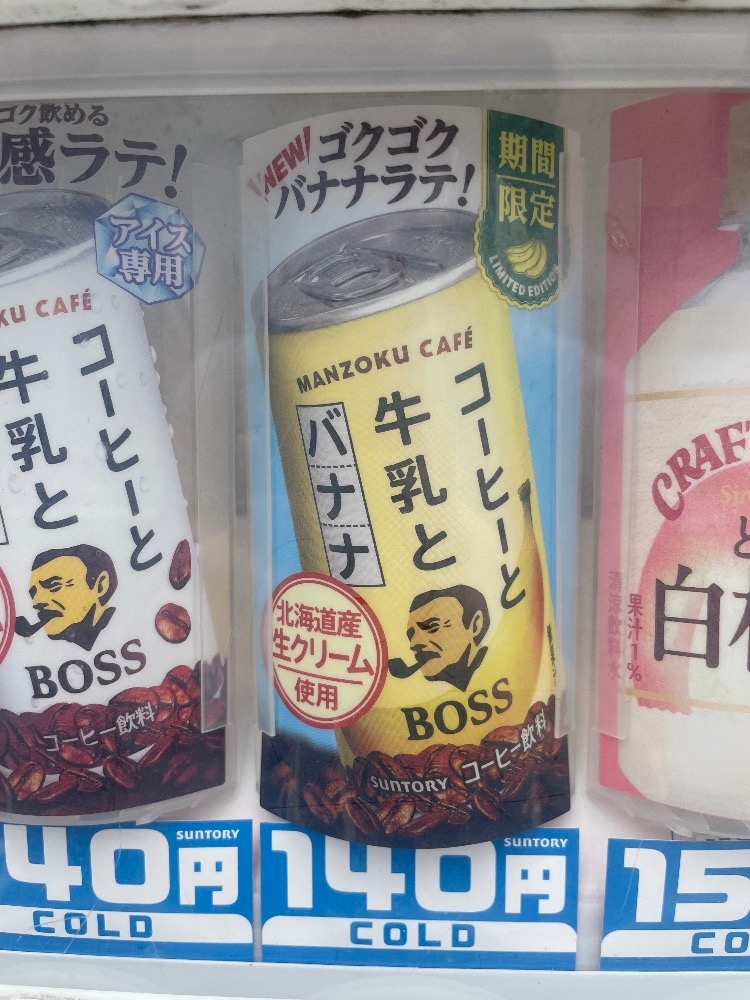 ゴク飲める
感ラテ!
アイス
専用
KU CAFÉ
コーヒーと
牛乳と
BOSS
コーヒー飲料
40円
SUNTORY
COLD
NEW!
ゴクゴク
バナナラテ!
期間
限定
LIMITED EDITION
MANZOKU CAFÉ
コーヒーと
牛乳と
バナナ
北海道産
生クリーム
使用
BOSS
SUNTORY コーヒー飲料
140円
SUNTORY
COLD
CRAFT
と
白
果汁1%
清涼飲料水
15
CO